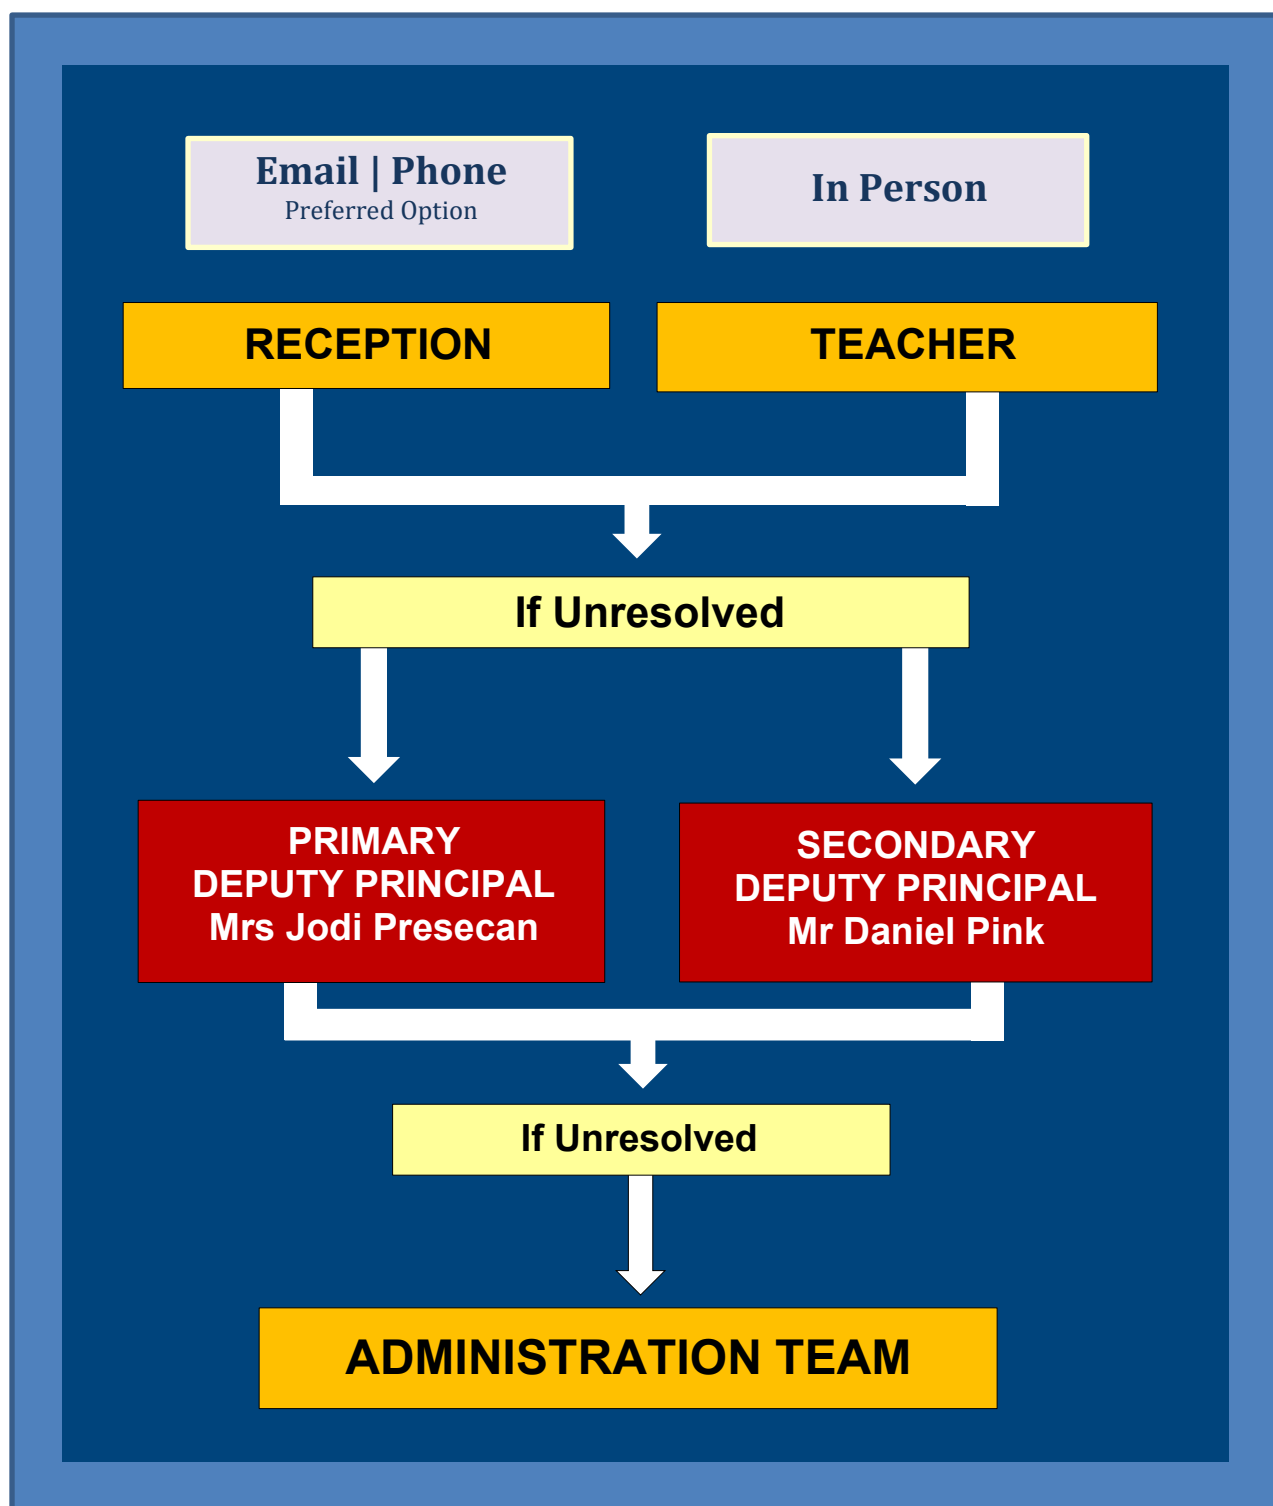 Email | Phone
Preferred Option
In Person
RECEPTION
TEACHER
If Unresolved
PRIMARY
DEPUTY PRINCIPAL
Mrs Jodi Presecan
SECONDARY
DEPUTY PRINCIPAL
Mr Daniel Pink
If Unresolved
ADMINISTRATION TEAM